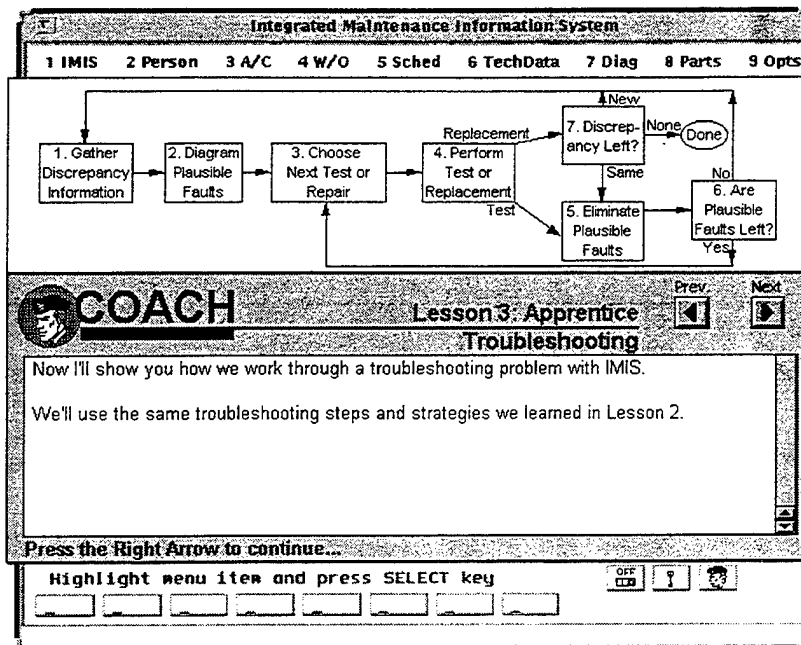 Integrated Maintenance Information System
1 IMIS 2 Person 3 A/C 4 W/O 5 Sched 6 TechData 7 Diag 8 Parts 9 Opts
1. Gather
Discrepancy
Information
2. Diagram
Plausible
Faults
3. Choose
Next Test or
Repair
4. Perform
Test or
Replacement
Replacement
Test
New
7. Discrep-
ancy Left?
None
Done
Same
5. Eliminate
Plausible
Faults
No
6. Are
Plausible
Faults Left?
Yes
COACH
Lesson 3: Apprentice
Troubleshooting
Prev
Next
Now I'll show you how we work through a troubleshooting problem with IMIS.
We'll use the same troubleshooting steps and strategies we learned in Lesson 2.
Press the Right Arrow to continue...
Highlight menu item and press SELECT key
OFF